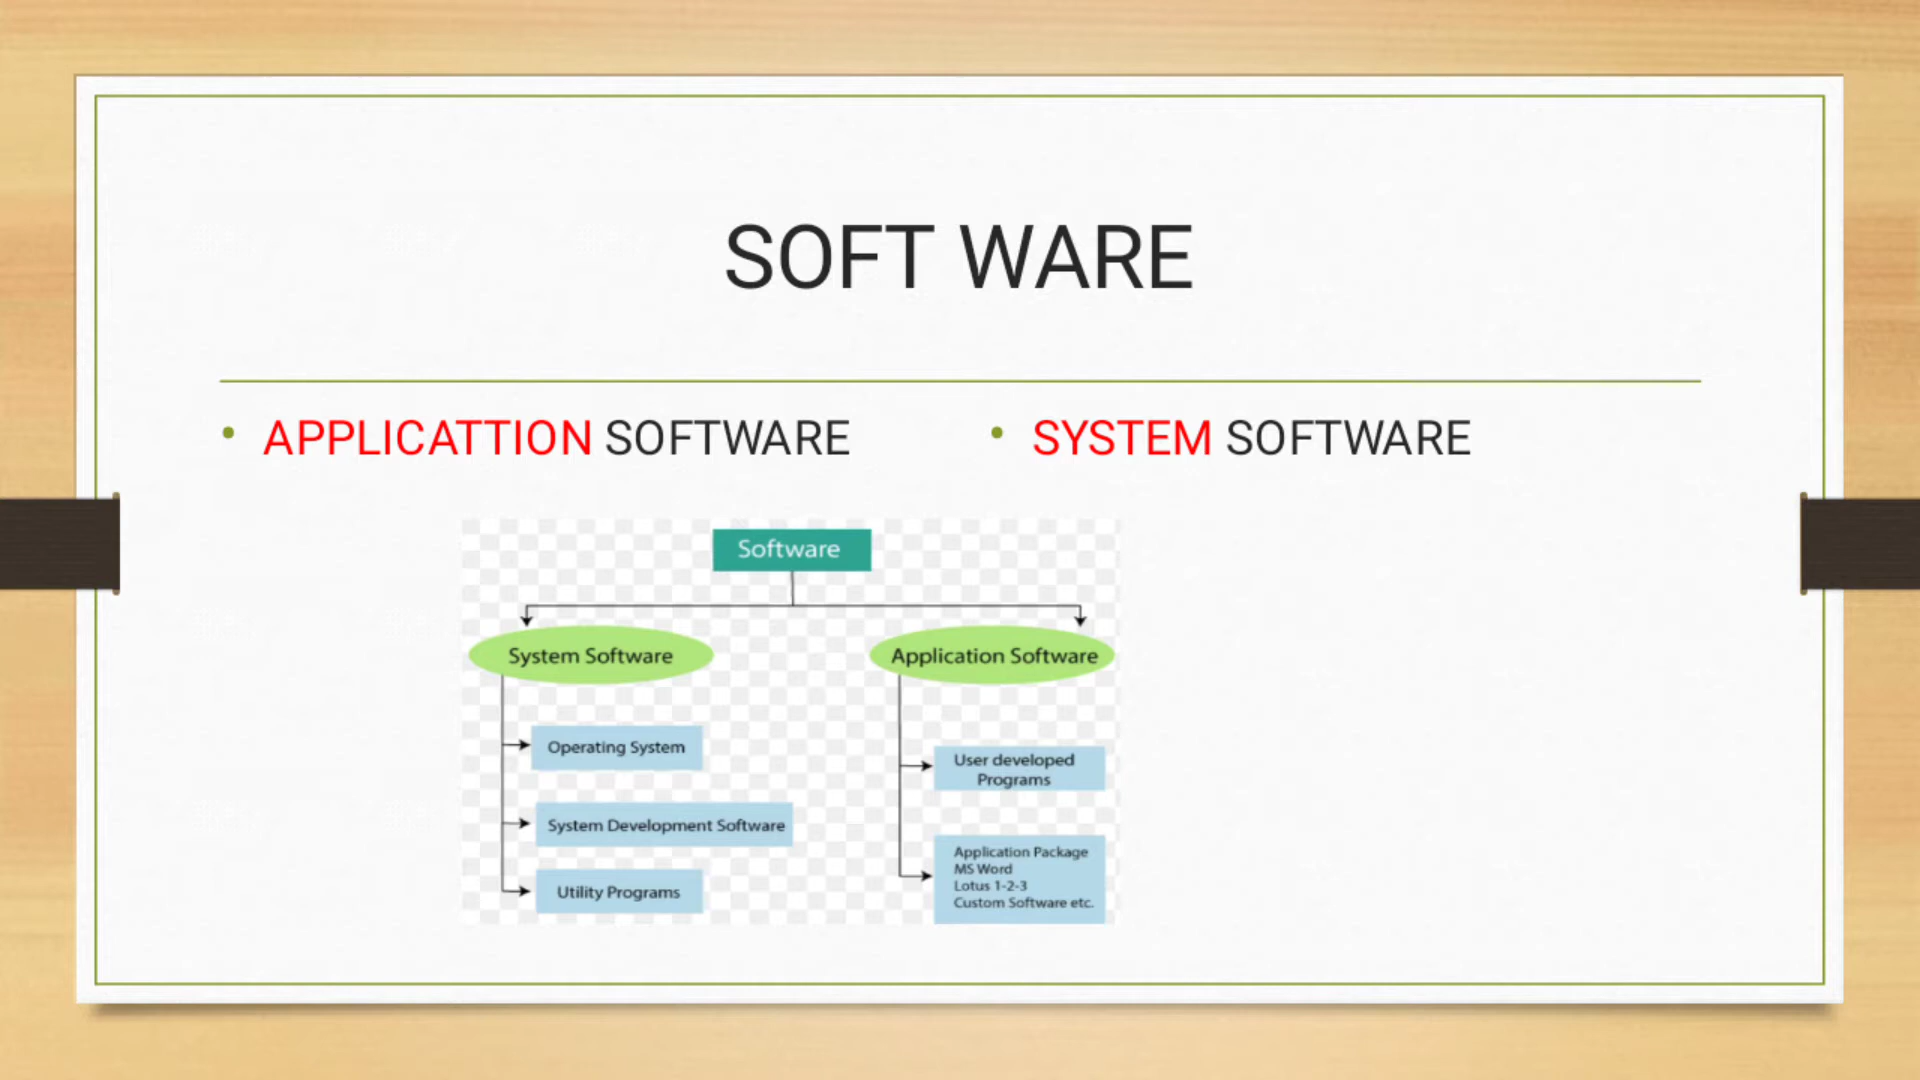 SOFT WARE
• APPLICATTION SOFTWARE
• SYSTEM SOFTWARE
Software
System Software
Application Software
Operating System
System Development Software
Utility Programs
User developed
Programs
Application Package
MS Word
Lotus 1-2-3
Custom Software etc.